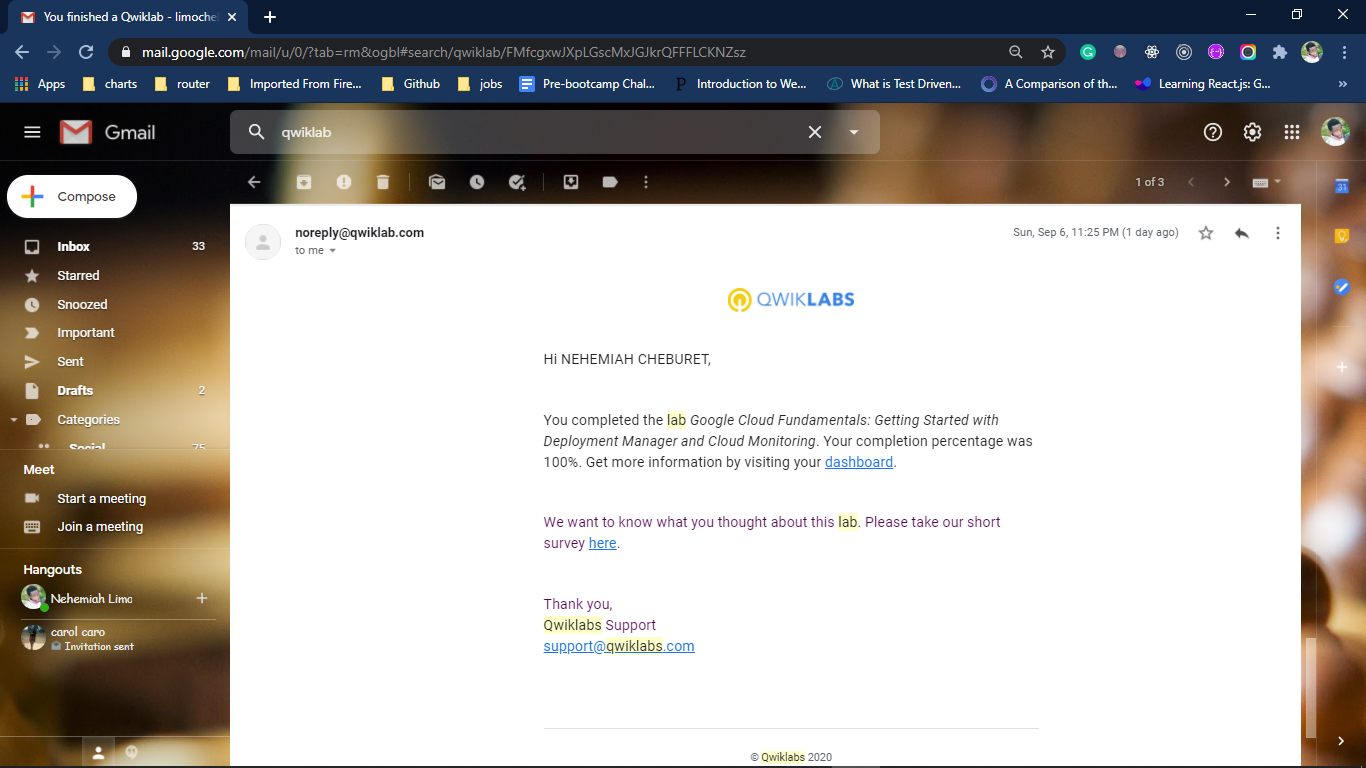 You finished a Qwiklab - limochel
mail.google.com/mail/u/0/?tab=rm&ogbl#search/qwiklab/FMfcgxwJXpLGscMxJGJkrQFFFLCKNZsz
Apps charts router Imported From Fire... Github jobs Pre-bootcamp Chal... Introduction to We... What is Test Driven... A Comparison of th... Learning React.js: G... »
Gmail
qwiklab
Compose
1 of 3
Inbox 33
Starred
Snoozed
Important
Sent
Drafts 2
Categories
Social 75
Meet
Start a meeting
Join a meeting
Hangouts
Nehemiah Limo
carol caro
Invitation sent
noreply@qwiklab.com
Sun, Sep 6, 11:25 PM (1 day ago)
to me
QWIKLABS
Hi NEHEMIAH CHEBURET,
You completed the lab Google Cloud Fundamentals: Getting Started with
Deployment Manager and Cloud Monitoring. Your completion percentage was
100%. Get more information by visiting your dashboard.
We want to know what you thought about this lab. Please take our short
survey here.
Thank you,
Qwiklabs Support
support@qwiklabs.com
© Qwiklabs 2020
31